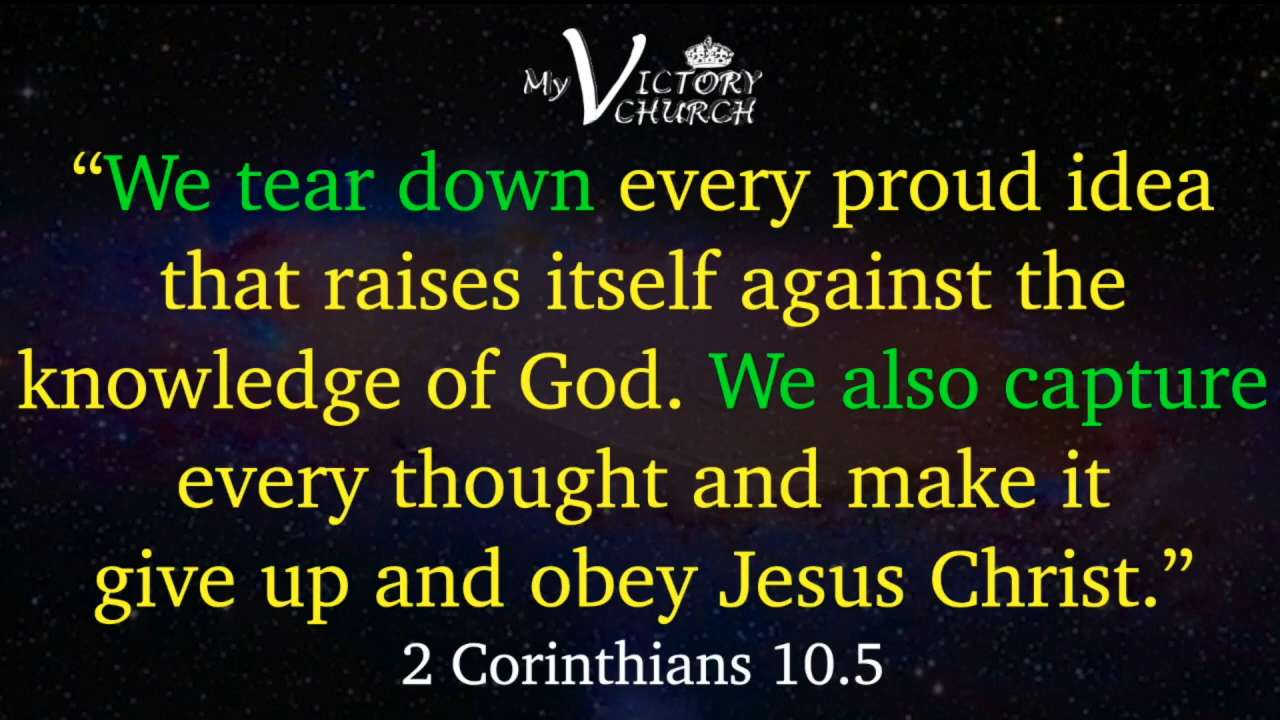 My Victory Church
“We tear down every proud idea
that raises itself against the
knowledge of God. We also capture
every thought and make it
give up and obey Jesus Christ.”
2 Corinthians 10.5